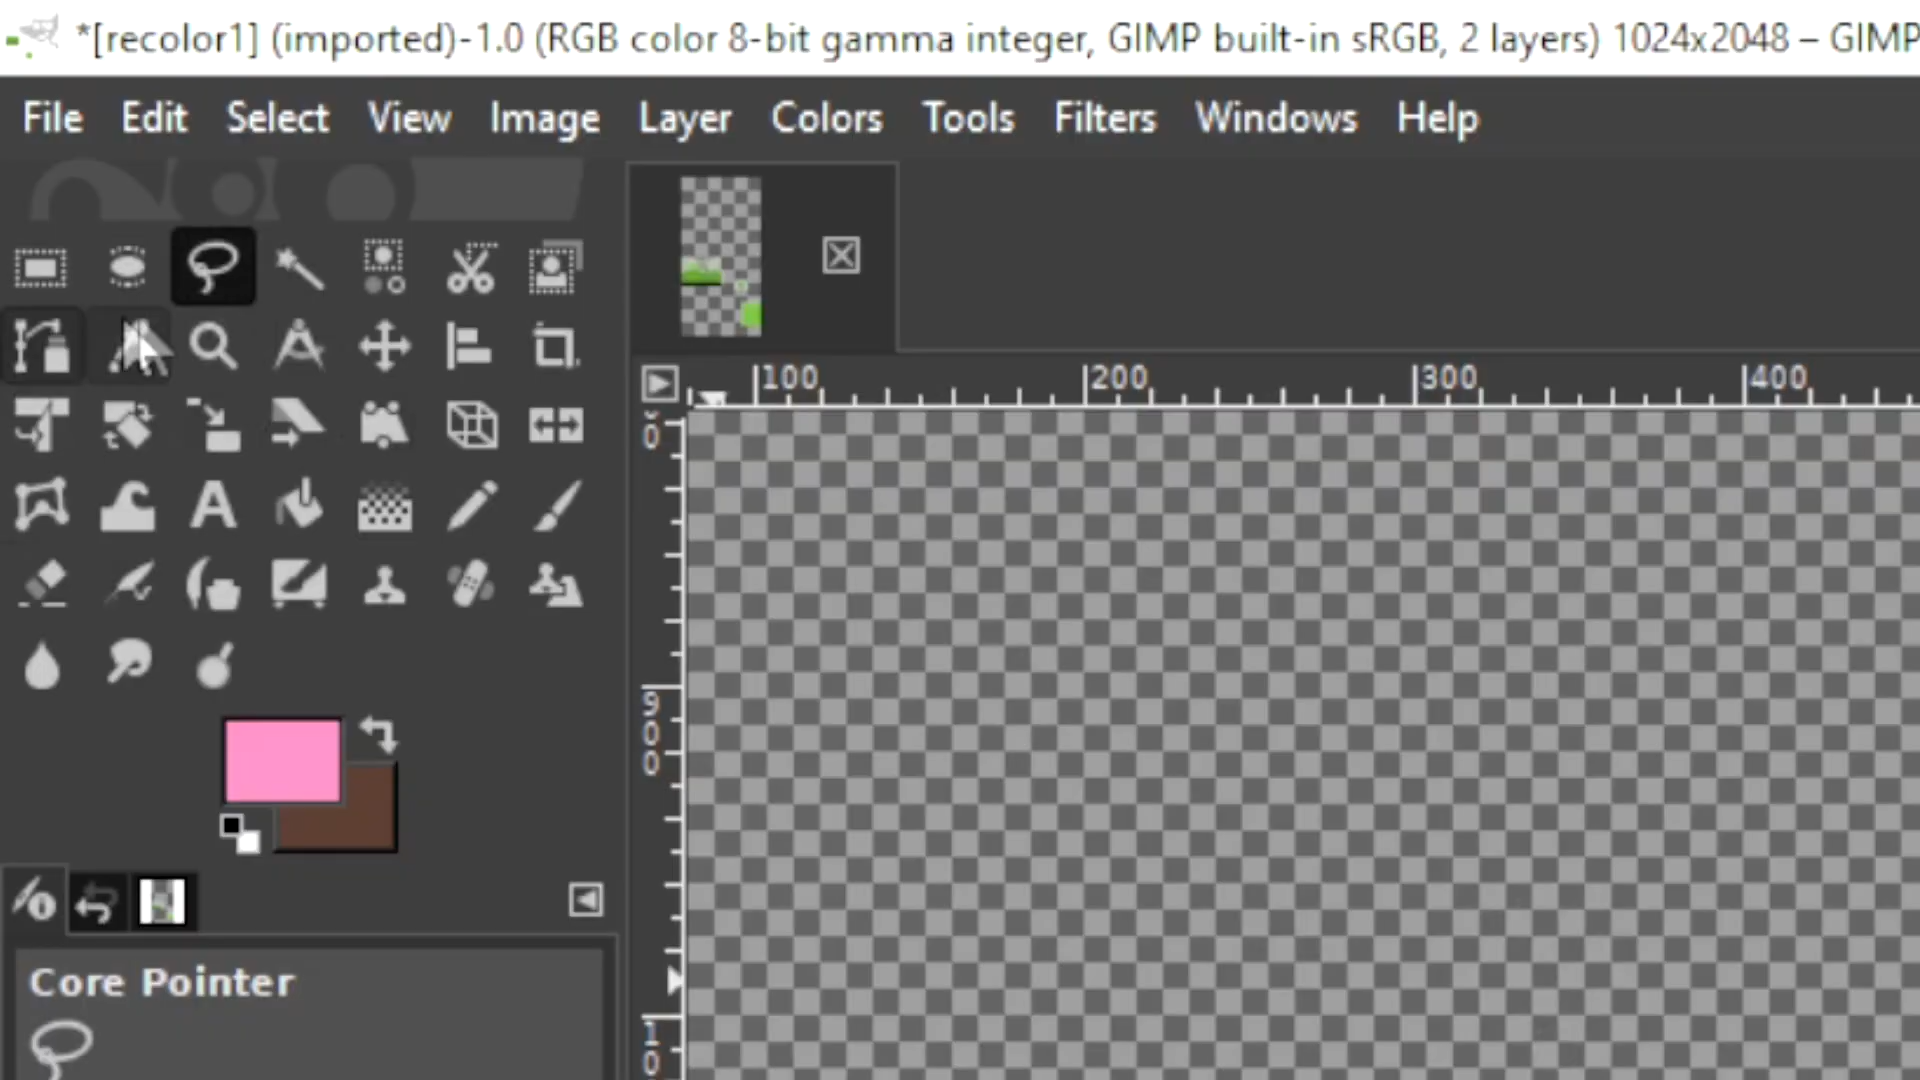 *[recolor1] (imported)-1.0 (RGB color 8-bit gamma integer, GIMP built-in sRGB, 2 layers) 1024x2048 – GIMP
File Edit Select View Image Layer Colors Tools Filters Windows Help
100 200 300 400
0
900
10
Core Pointer